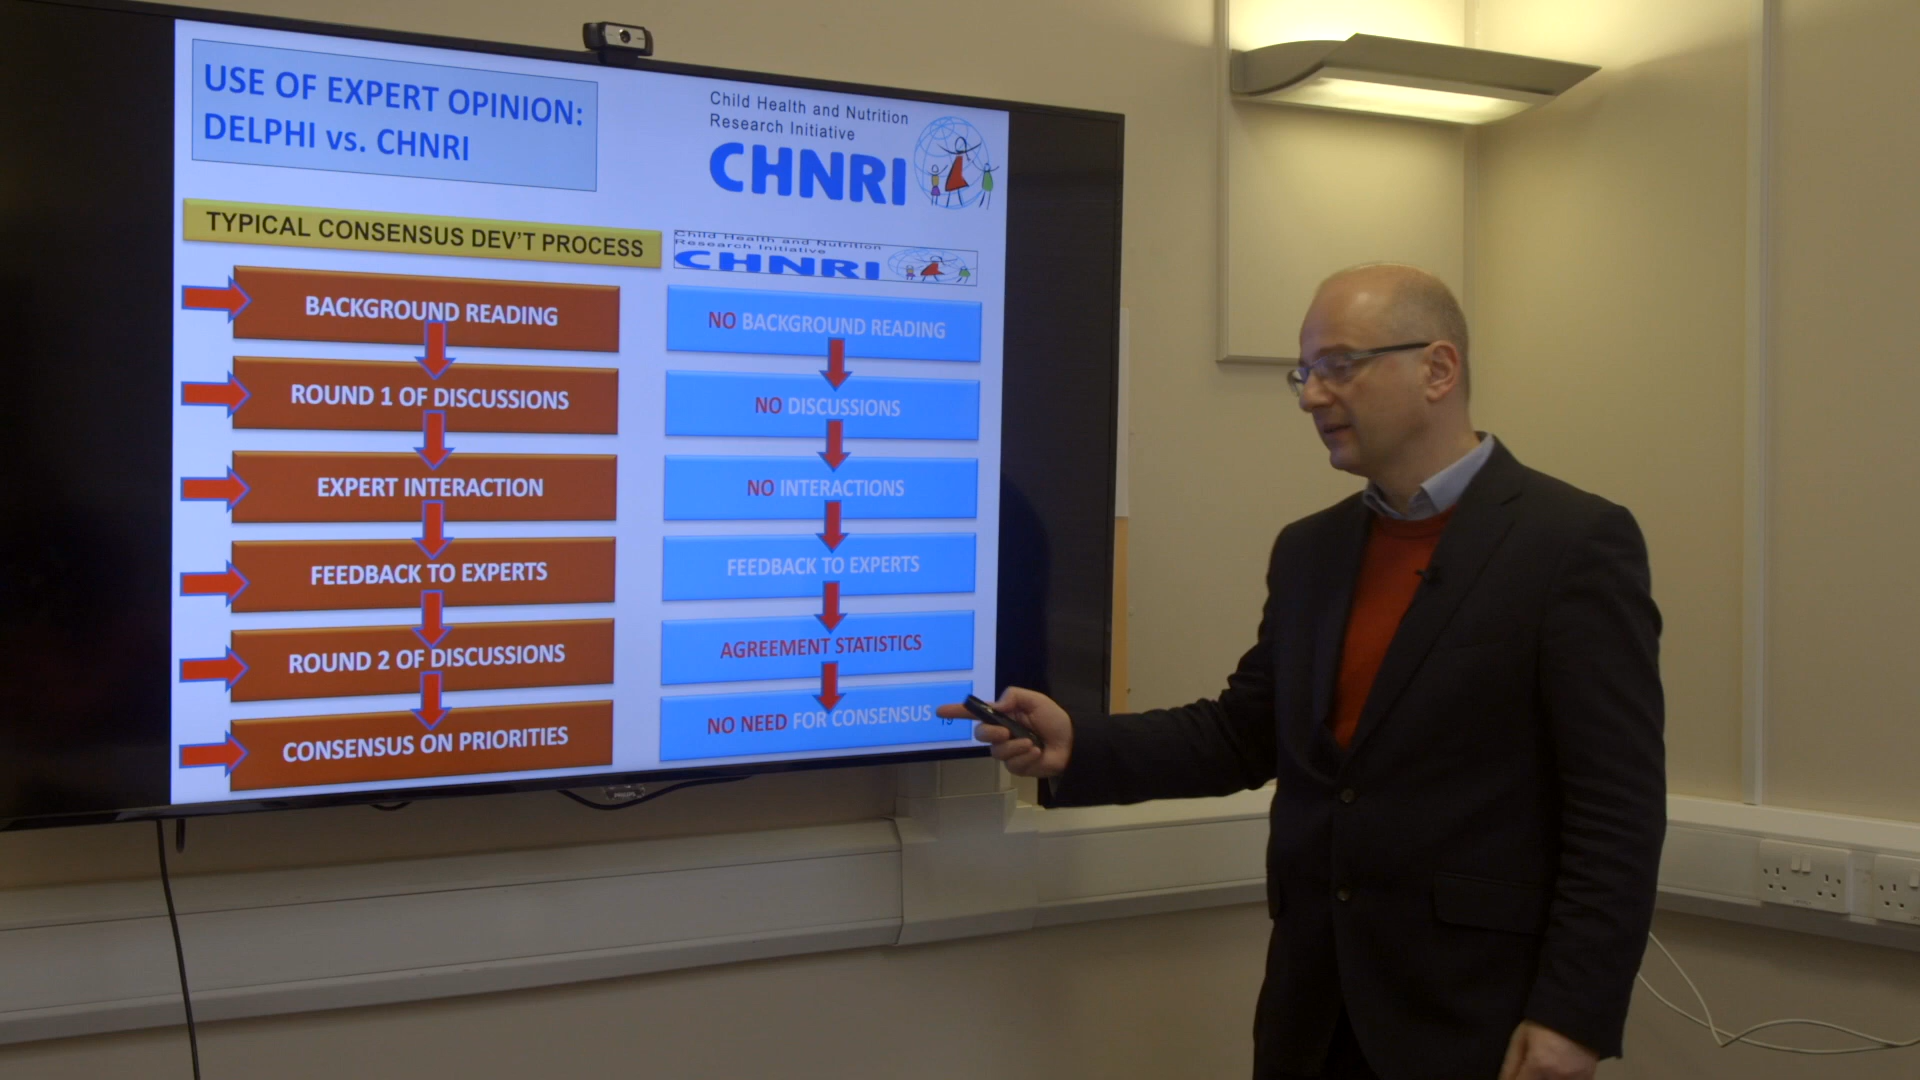 USE OF EXPERT OPINION:
DELPHI vs. CHNRI
Child Health and Nutrition
Research Initiative
CHNRI
TYPICAL CONSENSUS DEV'T PROCESS
BACKGROUND READING
ROUND 1 OF DISCUSSIONS
EXPERT INTERACTION
FEEDBACK TO EXPERTS
ROUND 2 OF DISCUSSIONS
CONSENSUS ON PRIORITIES
Child Health and Nutrition
Research Initiative
CHNRI
NO BACKGROUND READING
NO DISCUSSIONS
NO INTERACTIONS
FEEDBACK TO EXPERTS
AGREEMENT STATISTICS
NO NEED FOR CONSENSUS